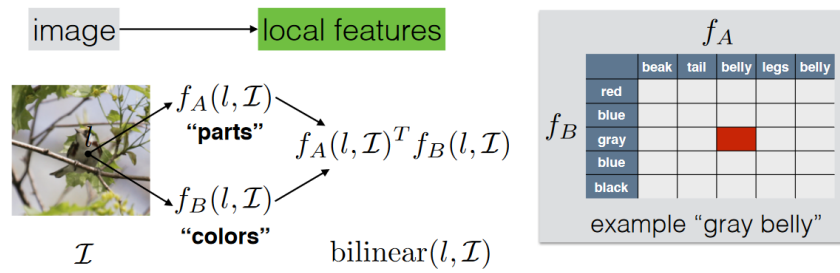 image
local features
f_A(l, I)
"parts"
l
f_A(l, I)^T f_B(l, I)
f_B(l, I)
"colors"
I
bilinear(l, I)
f_A
beak tail belly legs belly
red
blue
f_B
gray
blue
black
example "gray belly"